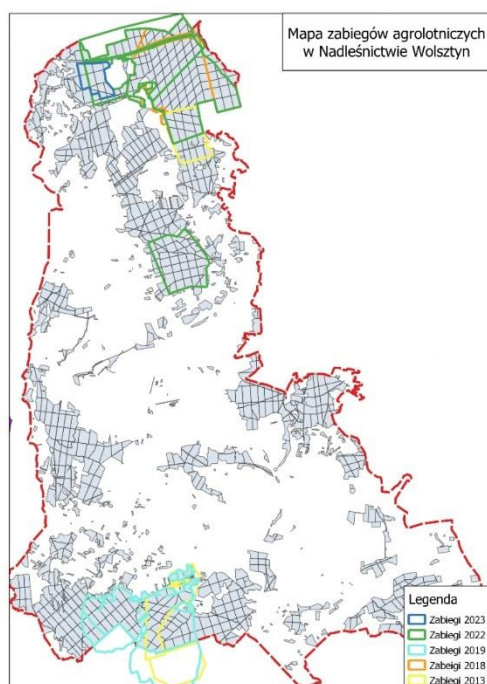 Mapa zabiegów agrolotniczych
w Nadleśnictwie Wolsztyn
Legenda
Zabiegi 2023
Zabiegi 2022
Zabiegi 2019
Zabiegi 2018
Zabiegi 2013